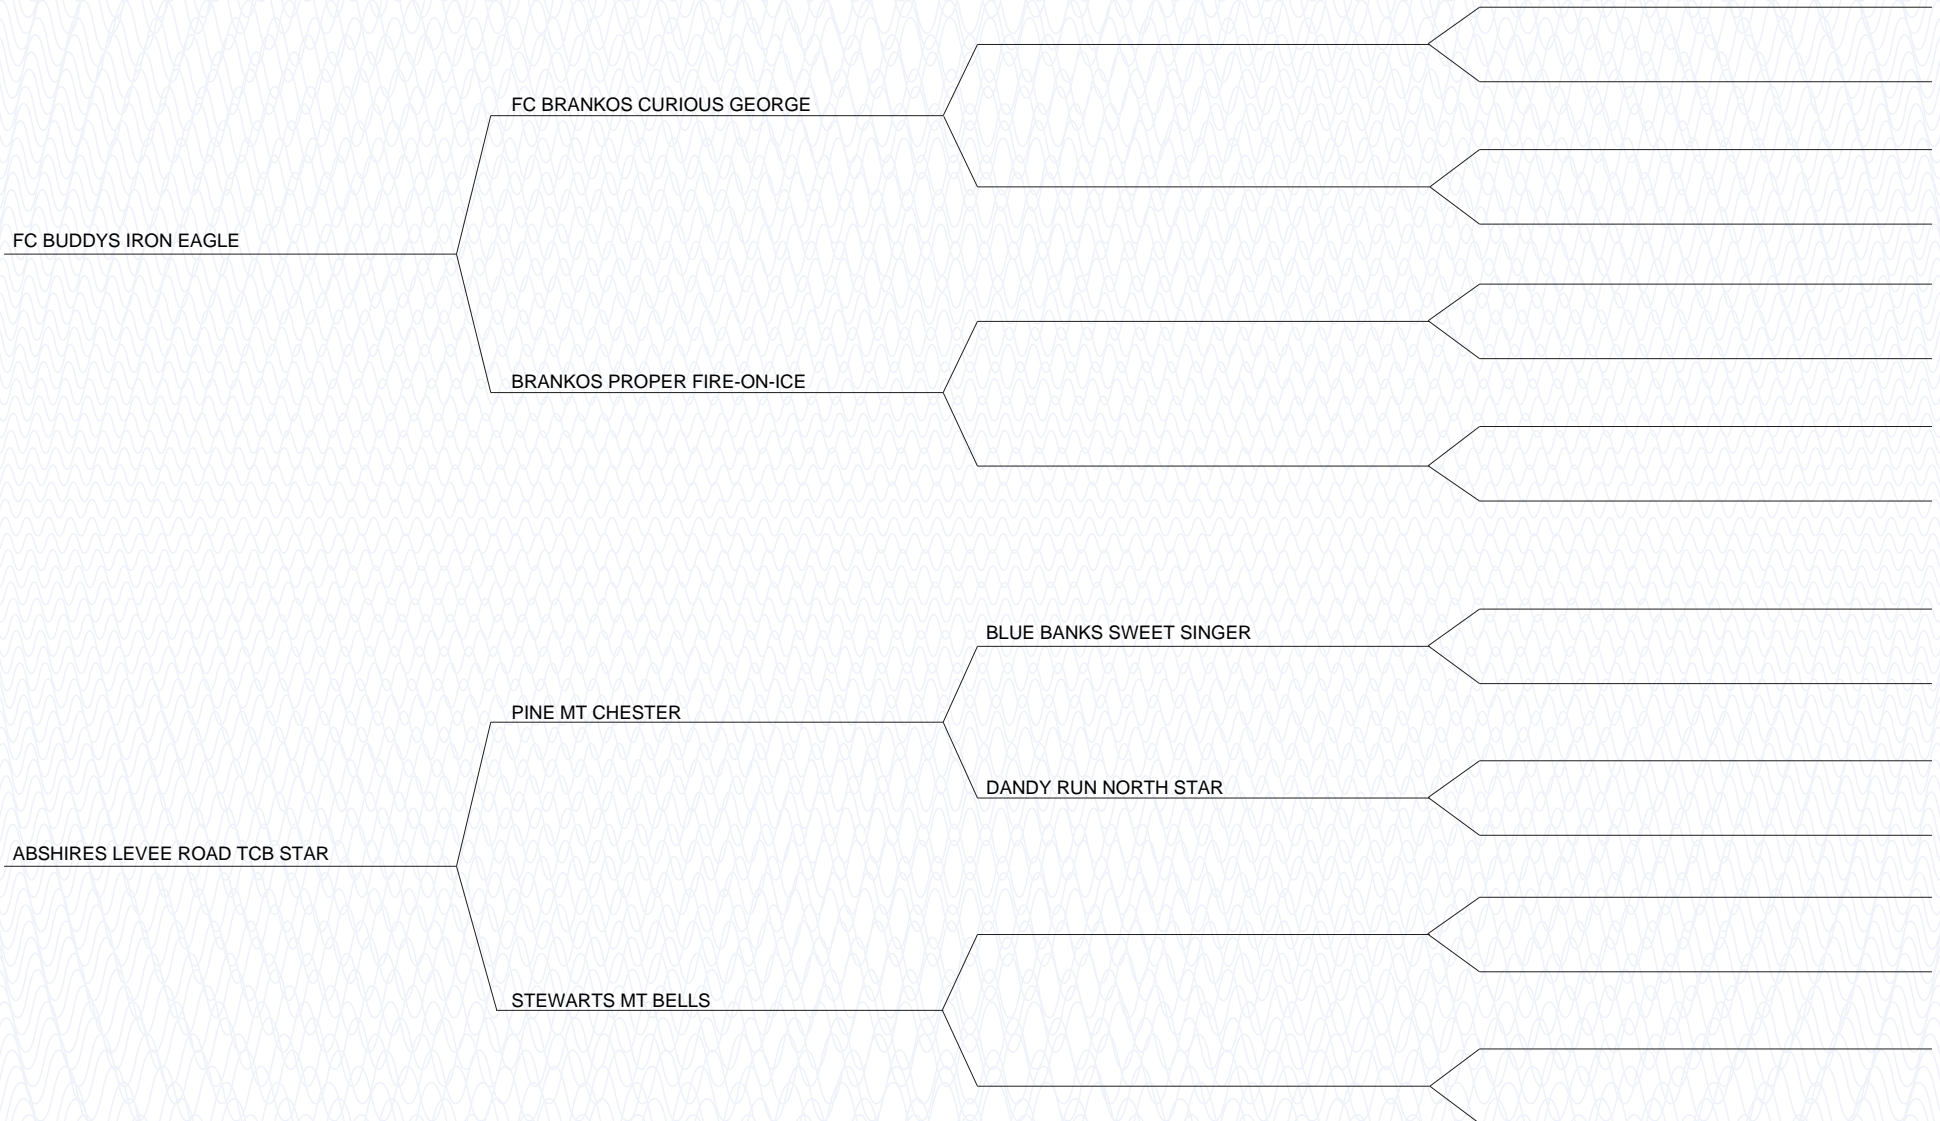 FC BRANKOS CURIOUS GEORGE
FC BUDDYS IRON EAGLE
BRANKOS PROPER FIRE-ON-ICE
BLUE BANKS SWEET SINGER
PINE MT CHESTER
DANDY RUN NORTH STAR
ABSHIRES LEVEE ROAD TCB STAR
STEWARTS MT BELLS